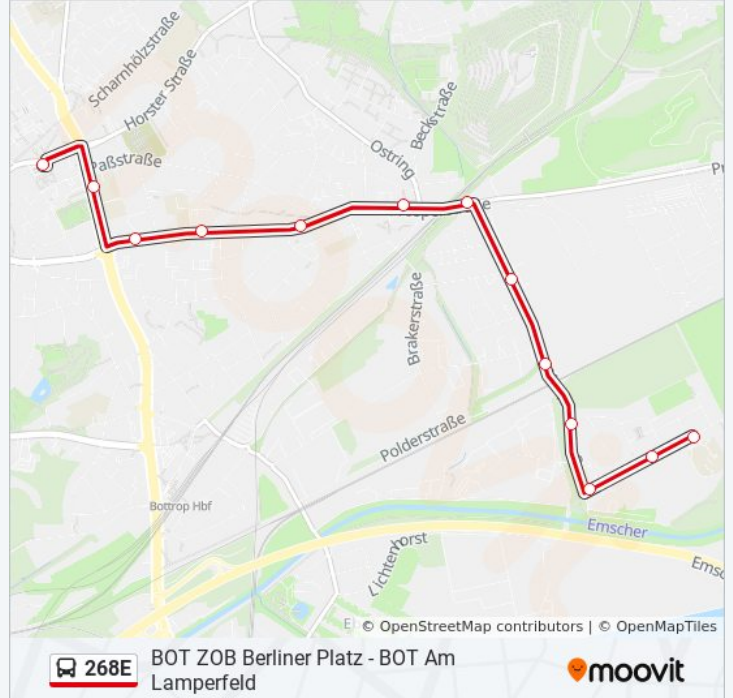 Scharnhölzstraße
Horster Straße
Paßstraße
Beckstraße
Ostring
Brakerstraße
Polderstraße
Bottrop Hbf
Emscher
Lichtenhorst
© OpenStreetMap contributors | © OpenMapTiles
268E
BOT ZOB Berliner Platz - BOT Am
Lamperfeld
moovit